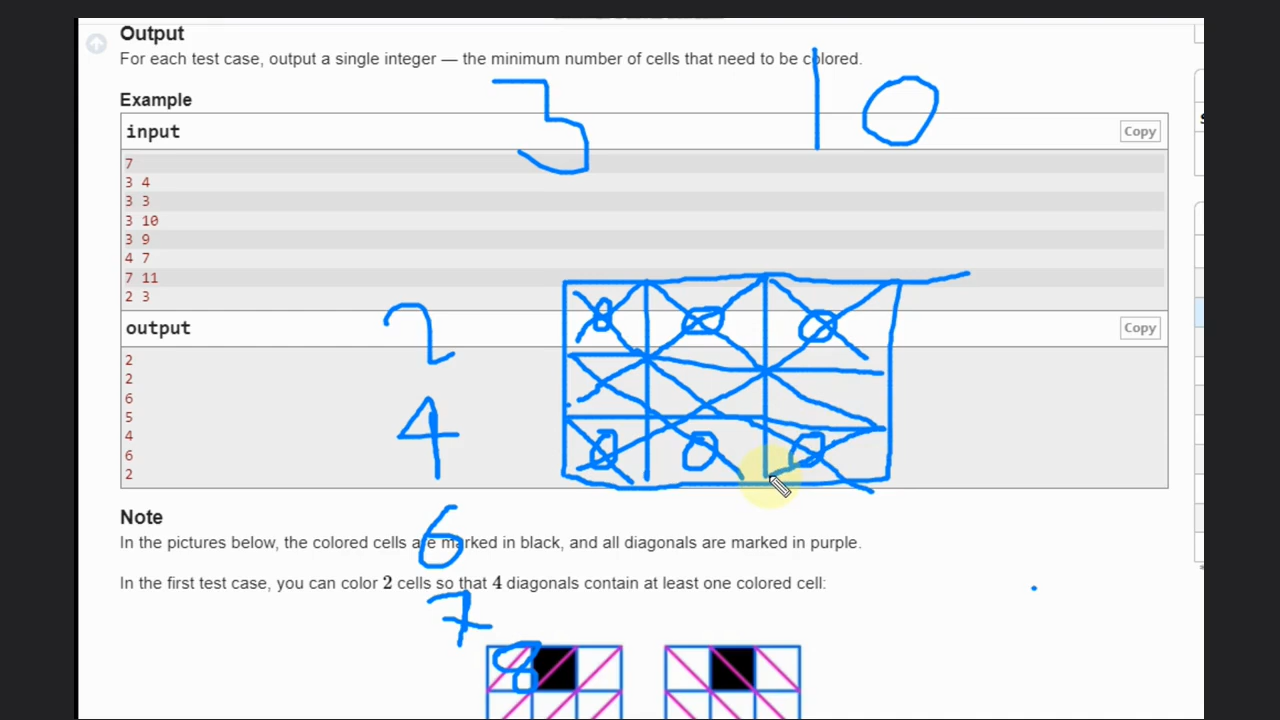 Output
For each test case, output a single integer — the minimum number of cells that need to be colored.
3 10
Example
input
Copy
7
3 4
3 3
3 10
3 9
4 7
7 11
2 3
output
Copy
2
2
6
5
4
6
2
2
4
6
7
8
Note
In the pictures below, the colored cells are marked in black, and all diagonals are marked in purple.
In the first test case, you can color 2 cells so that 4 diagonals contain at least one colored cell: